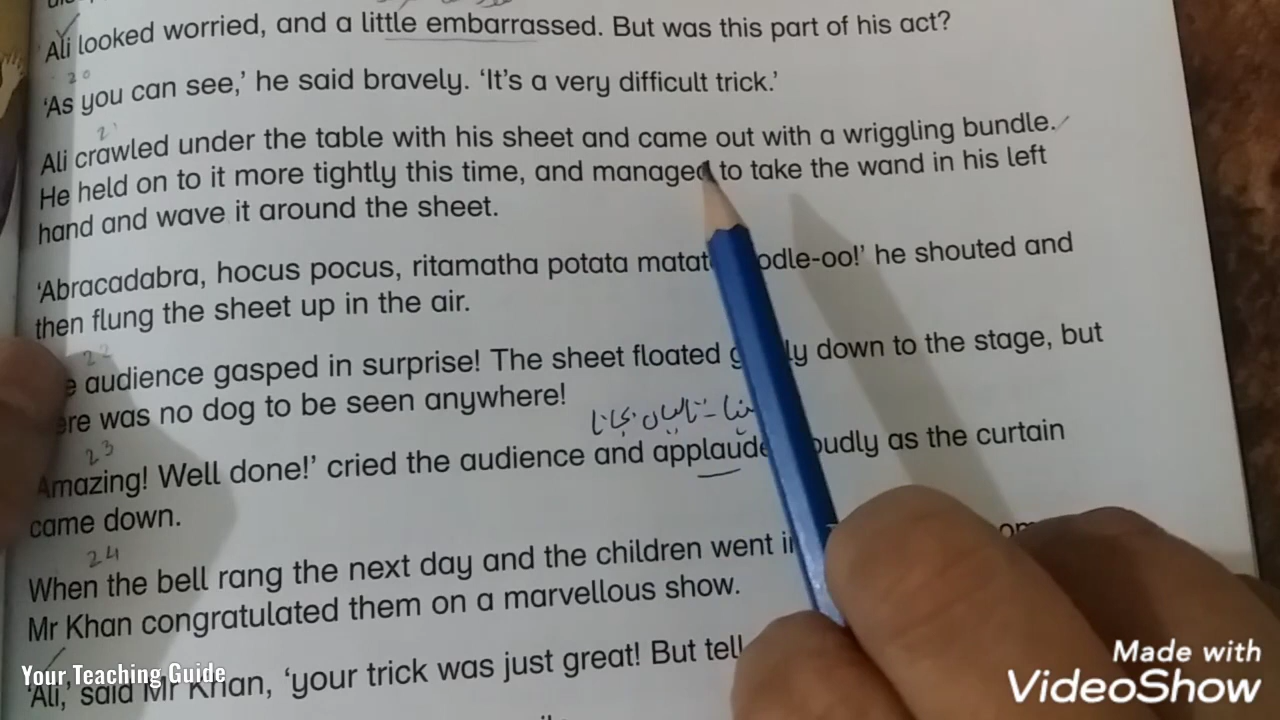 Ali looked worried, and a little embarrassed. But was this part of his act?
20
'As you can see,' he said bravely. 'It's a very difficult trick.'
21
Ali crawled under the table with his sheet and came out with a wriggling bundle.
He held on to it more tightly this time, and managed to take the wand in his left
hand and wave it around the sheet.
'Abracadabra, hocus pocus, ritamatha potata he shouted and
then flung the sheet up in the air.
22
audience gasped in surprise! The sheet floated down to the stage, but
was no dog to be seen anywhere!
تالیاں بجانا
23
Amazing! Well done!' cried the audience and as the curtain
came down.
24
When the bell rang the next day and the children went
Mr Khan congratulated them on a marvellous show.
'Ali,' said Mr Khan, 'your trick was just great! But tell
Your Teaching Guide
Made with
VideoShow